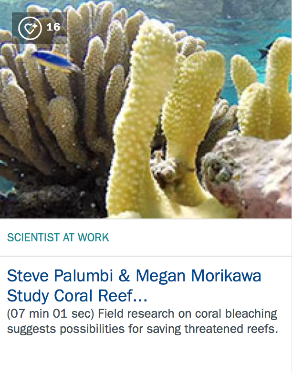 16
SCIENTIST AT WORK
Steve Palumbi & Megan Morikawa
Study Coral Reef...
(07 min 01 sec) Field research on coral bleaching
suggests possibilities for saving threatened reefs.